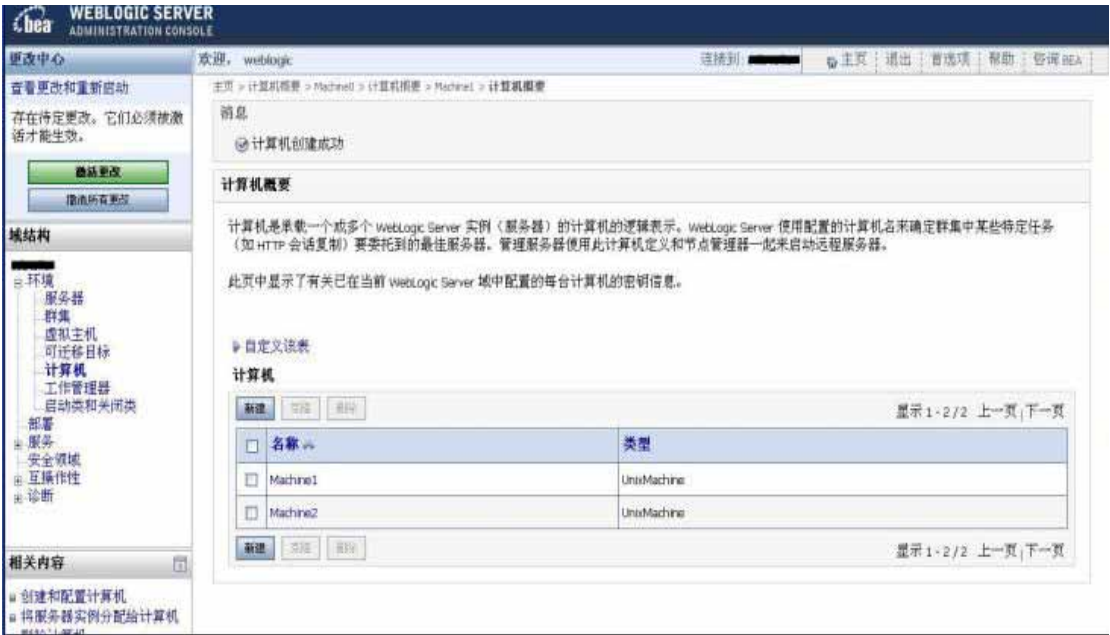 bea
WEBLOGIC SERVER
ADMINISTRATION CONSOLE
更改中心
欢迎, weblogic
连接到:
主页 退出 首选项 帮助 咨询 BEA
查看更改和重新启动
主页 > 计算机概要 > Machine0 > 计算机概要 > Machine1 > 计算机概要
存在待定更改。它们必须被激
活才能生效。
激活更改
撤消所有更改
消息
计算机创建成功
计算机概要
计算机是承载一个或多个 WebLogic Server 实例（服务器）的计算机的逻辑表示。WebLogic Server 使用配置的计算机名来确定群集中某些特定任务
（如 HTTP 会话复制）要委托到的最佳服务器。管理服务器使用此计算机定义和节点管理器一起来启动远程服务器。
此页中显示了有关已在当前 WebLogic Server 域中配置的每台计算机的密钥信息。
域结构
环境
服务器
群集
虚拟主机
可迁移目标
计算机
工作管理器
启动类和关闭类
部署
服务
安全领域
互操作性
诊断
自定义该表
计算机
新建 克隆 删除
显示 1 - 2 / 2 上一页 | 下一页
名称 类型
Machine1 UnixMachine
Machine2 UnixMachine
新建 克隆 删除
显示 1 - 2 / 2 上一页 | 下一页
相关内容
创建和配置计算机
将服务器实例分配给计算机